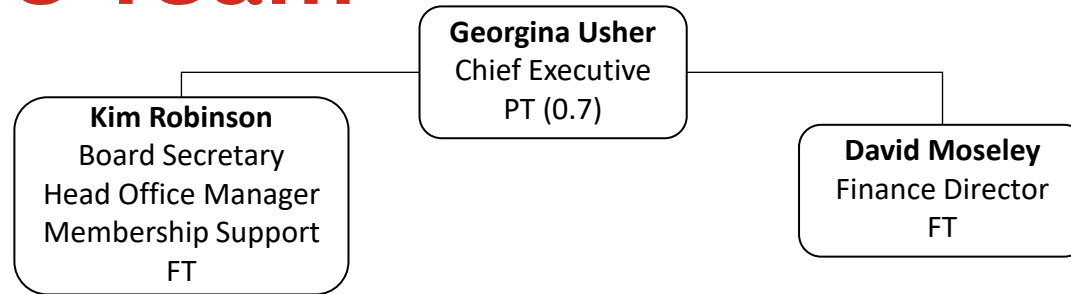 Team
Georgina Usher
Chief Executive
PT (0.7)
Kim Robinson
Board Secretary
Head Office Manager
Membership Support
FT
David Moseley
Finance Director
FT